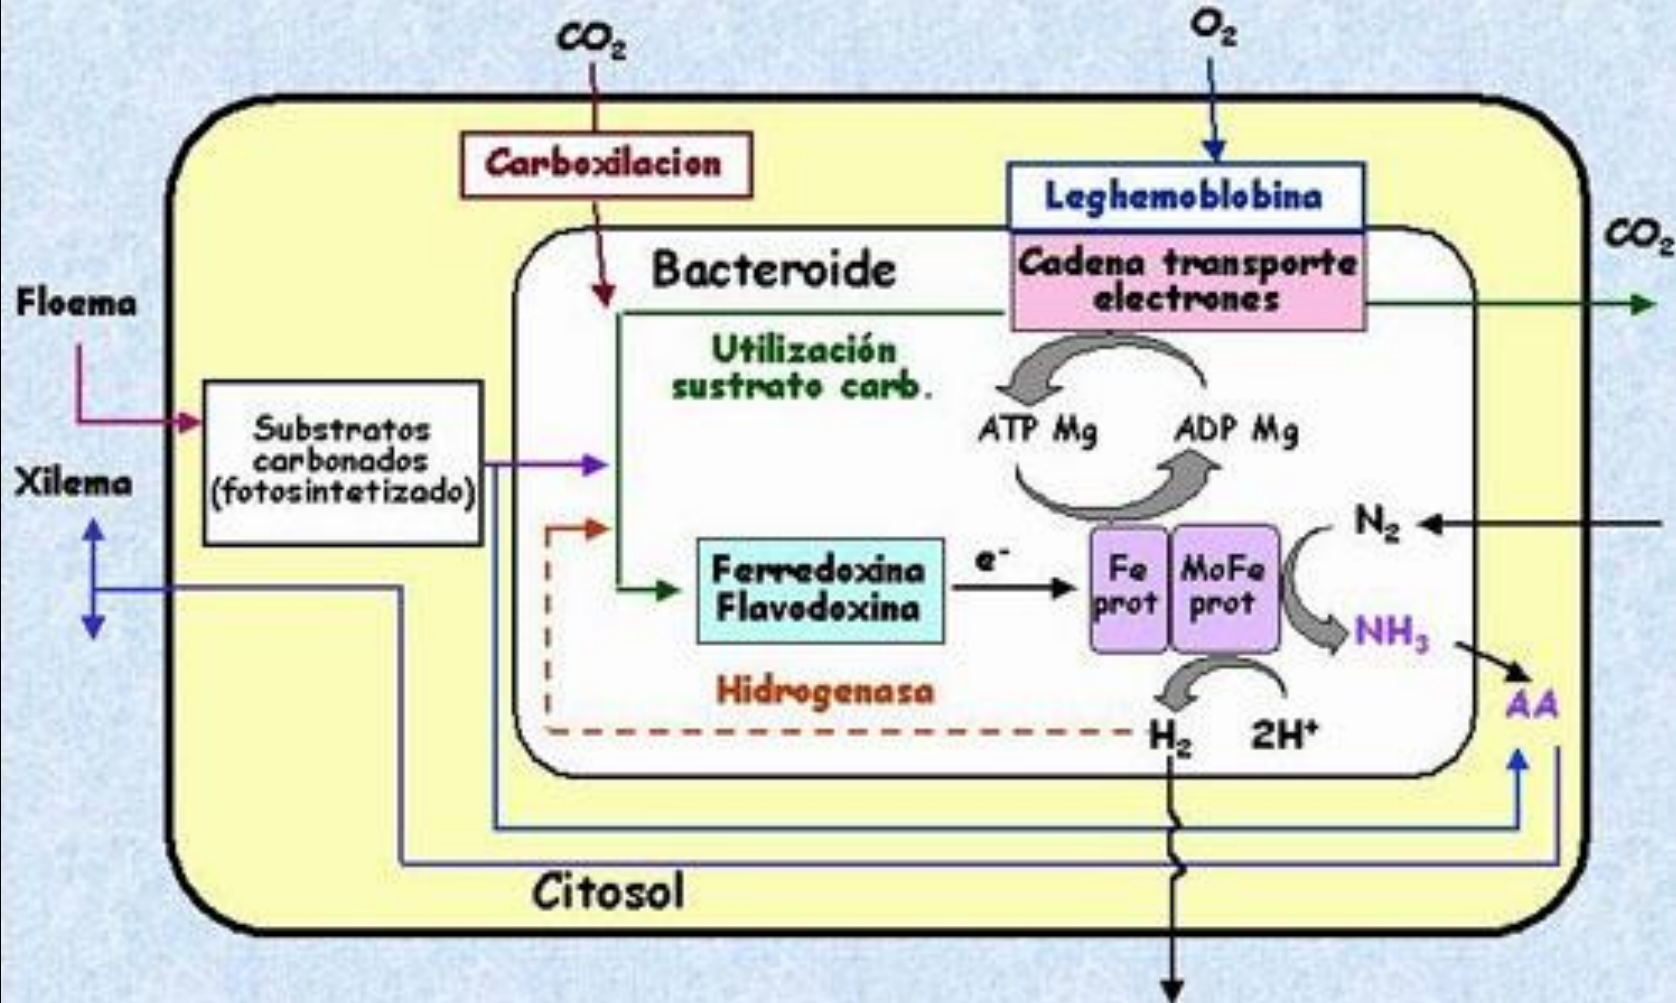 CO₂
O₂
Carboxilacion
Leghemoblobina
CO₂
Bacteroide
Cadena transporte
electrones
Floema
Utilización
sustrato carb.
Substratos
carbonados
(fotosintetizado)
ATP Mg
ADP Mg
Xilema
N₂
Ferredoxina
Flavodoxina
e⁻
Fe
prot
MoFe
prot
NH₃
Hidrogenasa
AA
H₂
2H⁺
Citosol